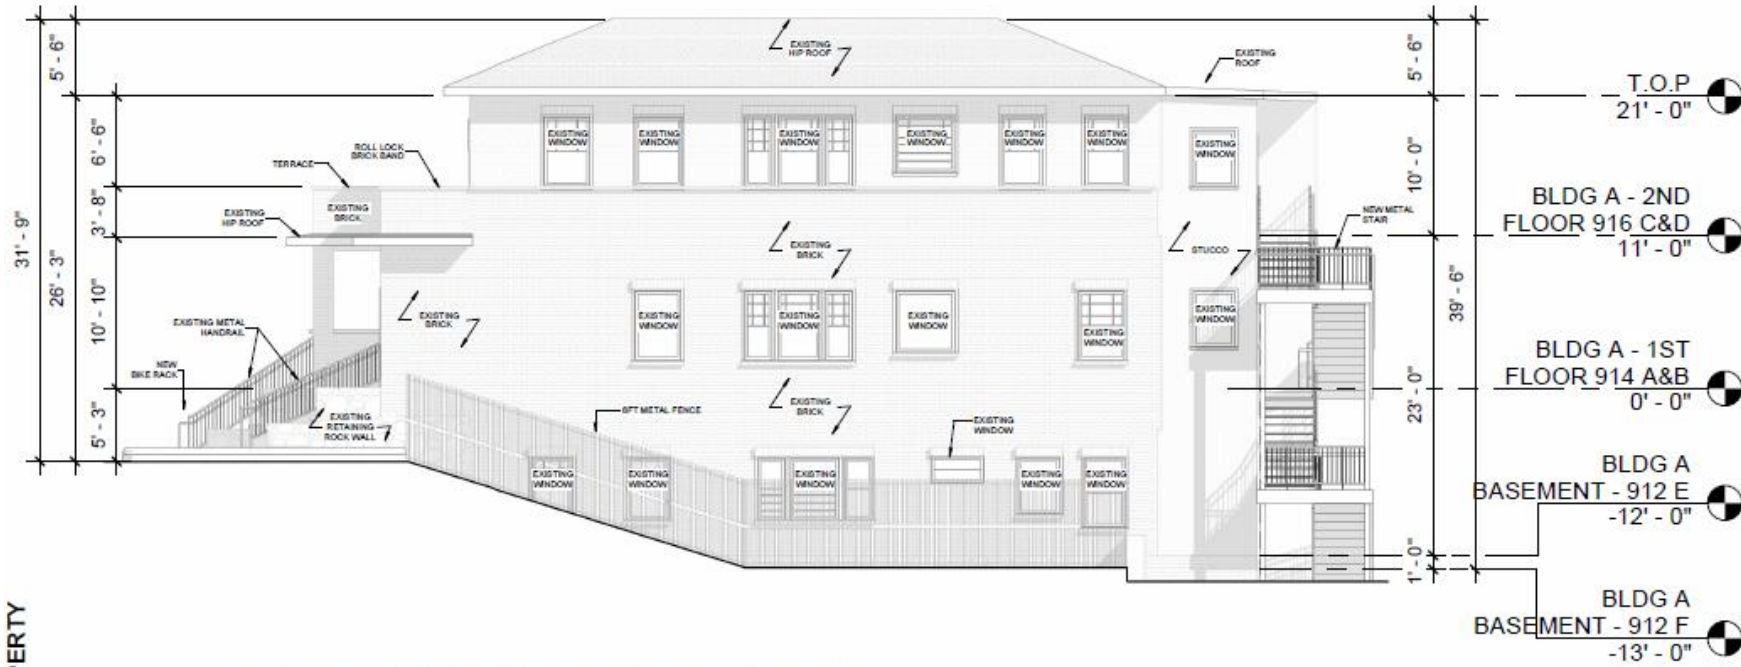 31' - 9"
5' - 6"
26' - 3"
6' - 6"
3' - 8"
10' - 10"
5' - 3"
EXISTING
HIP ROOF
EXISTING
ROOF
5' - 6"
10' - 0"
39' - 6"
23' - 0"
1' - 0"
T.O.P
21' - 0"
BLDG A - 2ND
FLOOR 916 C&D
11' - 0"
BLDG A - 1ST
FLOOR 914 A&B
0' - 0"
BLDG A
BASEMENT - 912 E
-12' - 0"
BLDG A
BASEMENT - 912 F
-13' - 0"
EXISTING
WINDOW
EXISTING
WINDOW
EXISTING
WINDOW
EXISTING
WINDOW
EXISTING
WINDOW
EXISTING
WINDOW
EXISTING
WINDOW
ROLL LOCK
BRICK BAND
TERRACE
EXISTING
BRICK
EXISTING
HIP ROOF
NEW METAL
STAIR
EXISTING
BRICK
STUCCO
EXISTING
BRICK
EXISTING
WINDOW
EXISTING
WINDOW
EXISTING
WINDOW
EXISTING
WINDOW
EXISTING
WINDOW
EXISTING METAL
HANDRAIL
NEW
BIKE RACK
EXISTING
RETAINING
ROCK WALL
6FT METAL FENCE
EXISTING
BRICK
EXISTING
WINDOW
EXISTING
WINDOW
EXISTING
WINDOW
EXISTING
WINDOW
EXISTING
WINDOW
EXISTING
WINDOW